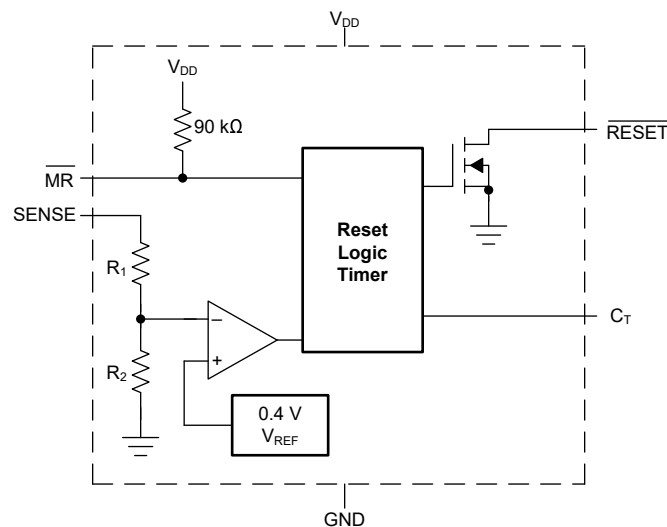 VDD
VDD
90 kΩ
RESET
MR
SENSE
R1
Reset
Logic
Timer
CT
R2
−
+
0.4 V
VREF
GND